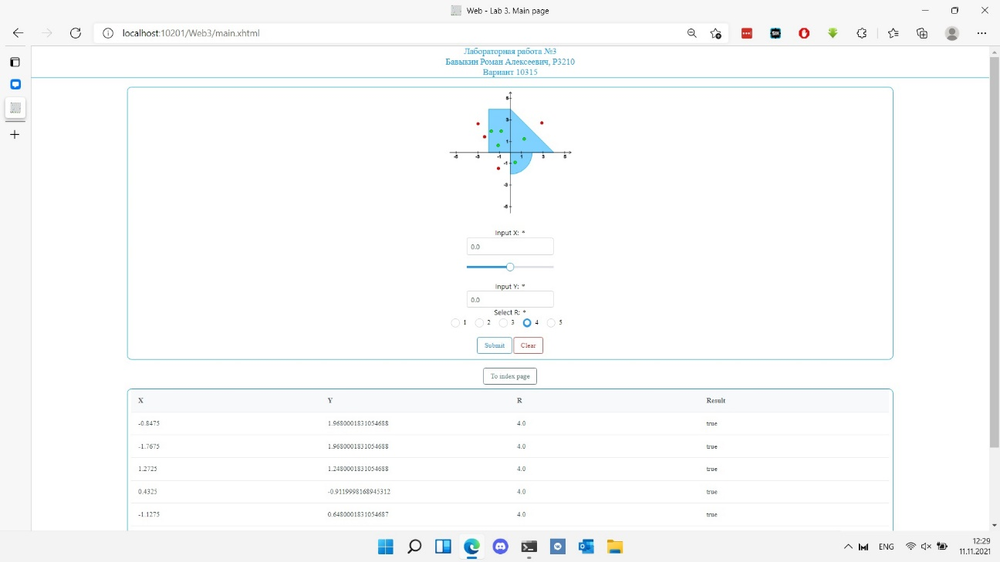 Web - Lab 3. Main page
localhost:10201/Web3/main.xhtml
Лабораторная работа №3
Бавыкин Роман Алексеевич, P3210
Вариант 10315
5
3
1
-5 -3 -1 1 3 5
-1
-3
-5
Input X: *
0.0
Input Y: *
0.0
Select R: *
1 2 3 4 5
Submit Clear
To index page
X Y R Result
-0.8475 1.9680001831054688 4.0 true
-1.7675 1.9680001831054688 4.0 true
1.2725 1.2480001831054688 4.0 true
0.4325 -0.9119998168945312 4.0 true
-1.1275 0.6480001831054687 4.0 true
ENG
12:29
11.11.2021